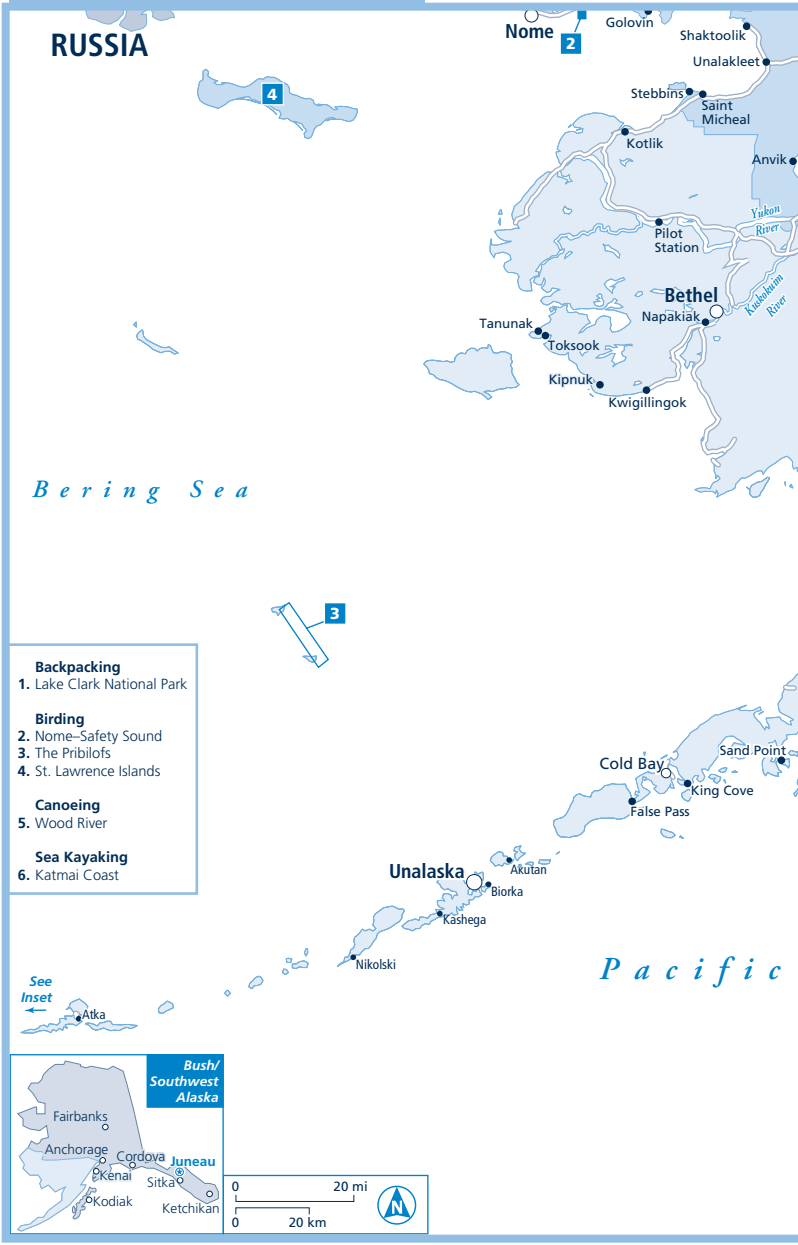 RUSSIA
Nome
2
Golovin
Shaktoolik
Unalakleet
4
Stebbins
Saint
Micheal
Kotlik
Anvik
Yukon
River
Pilot
Station
Bethel
Kuskokuim
River
Napakiak
Tanunak
Toksook
Kipnuk
Kwigillingok
Bering Sea
3
Backpacking
1. Lake Clark National Park
Birding
2. Nome–Safety Sound
3. The Pribilofs
4. St. Lawrence Islands
Canoeing
5. Wood River
Sea Kayaking
6. Katmai Coast
Sand Point
Cold Bay
King Cove
False Pass
Unalaska
Akutan
Biorka
Kashega
Nikolski
Pacific
See
Inset
Atka
Bush/
Southwest
Alaska
Fairbanks
Anchorage
Cordova
Juneau
Kenai
Sitka
Kodiak
Ketchikan
0 20 mi
0 20 km
N